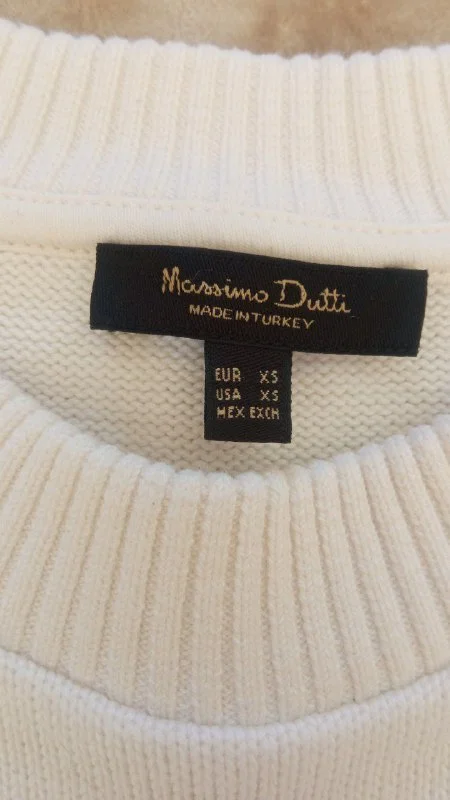 Massimo Dutti
MADE IN TURKEY
EUR XS
USA XS
MEX EXCH